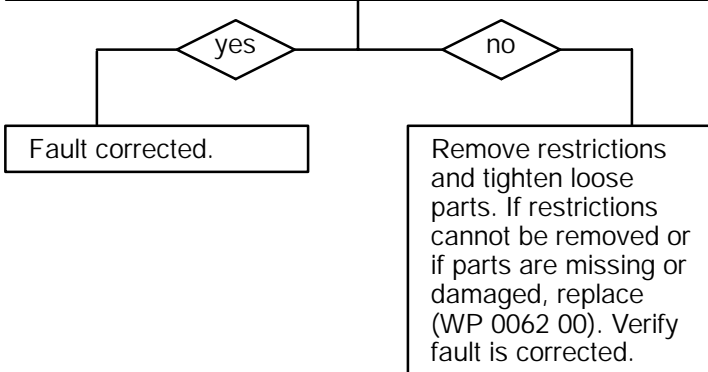 yes
no
Fault corrected.
Remove restrictions
and tighten loose
parts. If restrictions
cannot be removed or
if parts are missing or
damaged, replace
(WP 0062 00). Verify
fault is corrected.